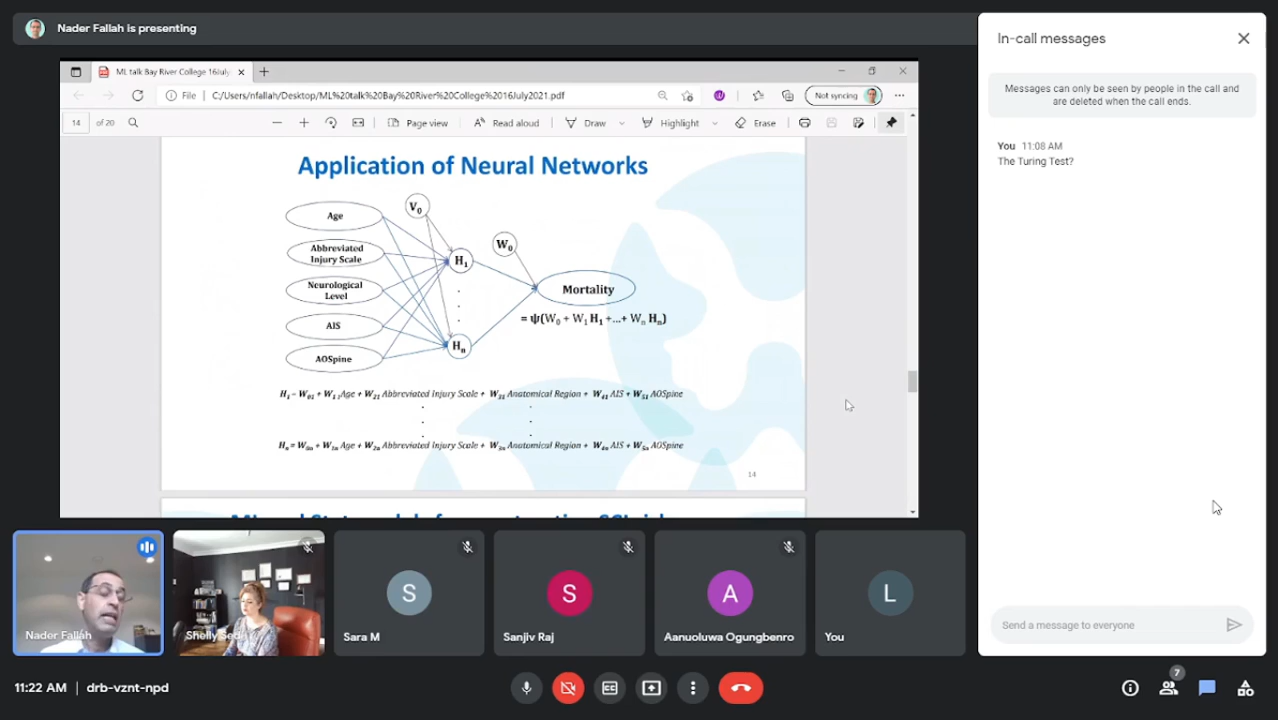 Nader Fallah is presenting
ML talk Bay River College 16July
File
C:/Users/nfallah/Desktop/ML%20talk%20Bay%20River%20College%2016July2021.pdf
Not syncing
14 of 20
Page view
Read aloud
Draw
Highlight
Erase
Application of Neural Networks
Age
Abbreviated
Injury Scale
Neurological
Level
AIS
AOSpine
V0
H1
.
.
.
Hn
W0
Mortality
= ψ(W0 + W1 H1 +...+ Wn Hn)
H1 = W01 + W11Age + W21 Abbreviated Injury Scale + W31 Anatomical Region + W41 AIS + W51 AOSpine
. .
. .
. .
Hn = W0n + W1n Age + W2n Abbreviated Injury Scale + W3n Anatomical Region + W4n AIS + W5n AOSpine
14
In-call messages
Messages can only be seen by people in the call and
are deleted when the call ends.
You 11:08 AM
The Turing Test?
Send a message to everyone
Nader Fallah
S
Sara M
S
Sanjiv Raj
A
Aanuoluwa Ogungbenro
L
You
11:22 AM | drb-vznt-npd
7